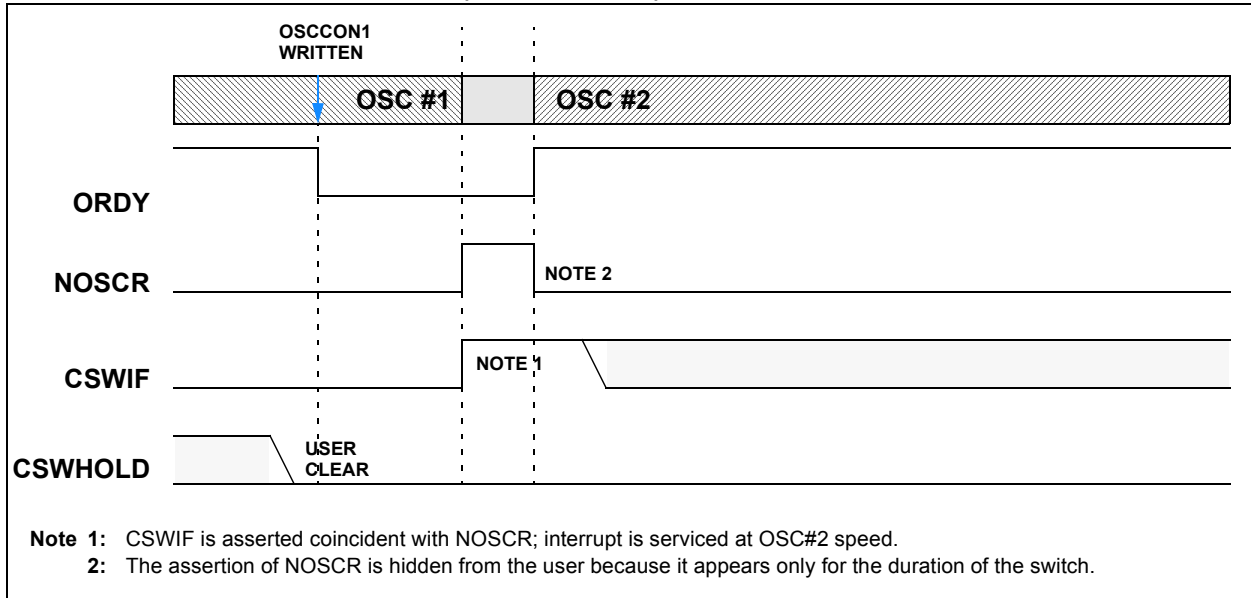 OSCCON1
WRITTEN
OSC #1
OSC #2
ORDY
NOSCR
NOTE 2
CSWIF
NOTE 1
CSWHOLD
USER
CLEAR
Note 1: CSWIF is asserted coincident with NOSCR; interrupt is serviced at OSC#2 speed.
2: The assertion of NOSCR is hidden from the user because it appears only for the duration of the switch.